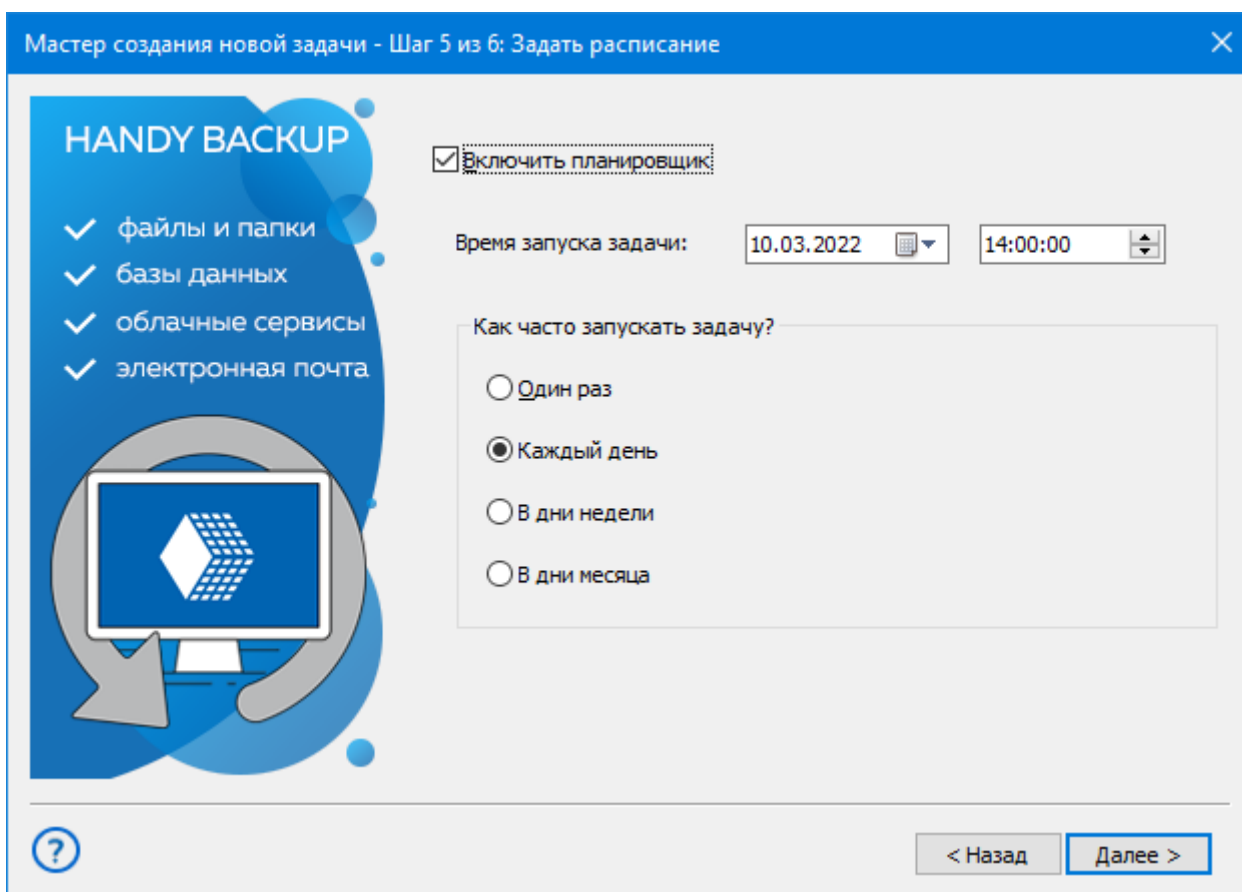 Мастер создания новой задачи - Шаг 5 из 6: Задать расписание
HANDY BACKUP
файлы и папки
базы данных
облачные сервисы
электронная почта
Включить планировщик
Время запуска задачи: 10.03.2022 14:00:00
Как часто запускать задачу?
Один раз
Каждый день
В дни недели
В дни месяца
?
< Назад Далее >